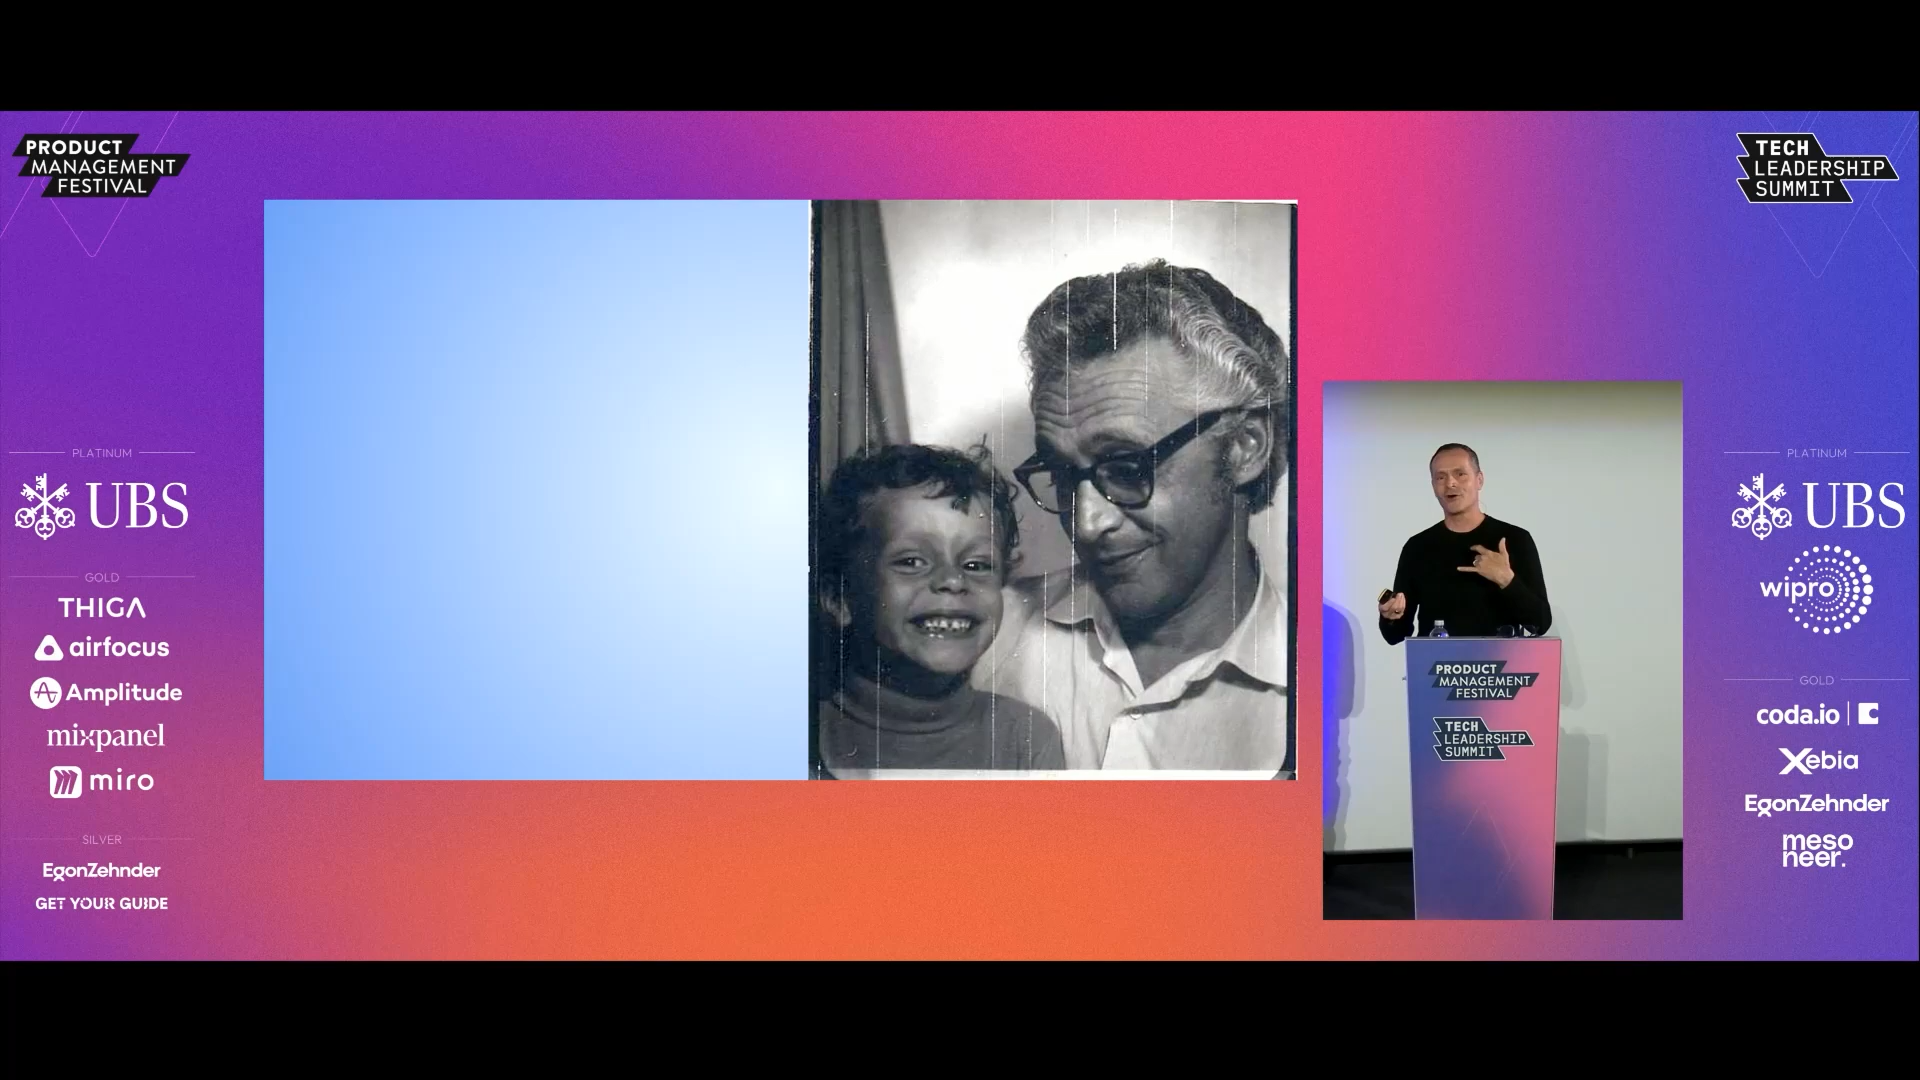 PRODUCT
MANAGEMENT
FESTIVAL
TECH
LEADERSHIP
SUMMIT
PLATINUM
UBS
GOLD
THIGA
airfocus
Amplitude
mixpanel
miro
SILVER
EgonZehnder
GET YOUR GUIDE
PRODUCT
MANAGEMENT
FESTIVAL
TECH
LEADERSHIP
SUMMIT
PLATINUM
UBS
wipro
GOLD
coda.io
Xebia
EgonZehnder
meso
neer.